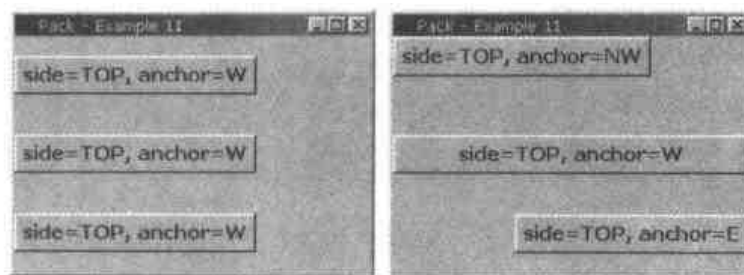 Pack - Example 11
side=TOP, anchor=W
side=TOP, anchor=W
side=TOP, anchor=W
Pack - Example 11
side=TOP, anchor=NW
side=TOP, anchor=W
side=TOP, anchor=E